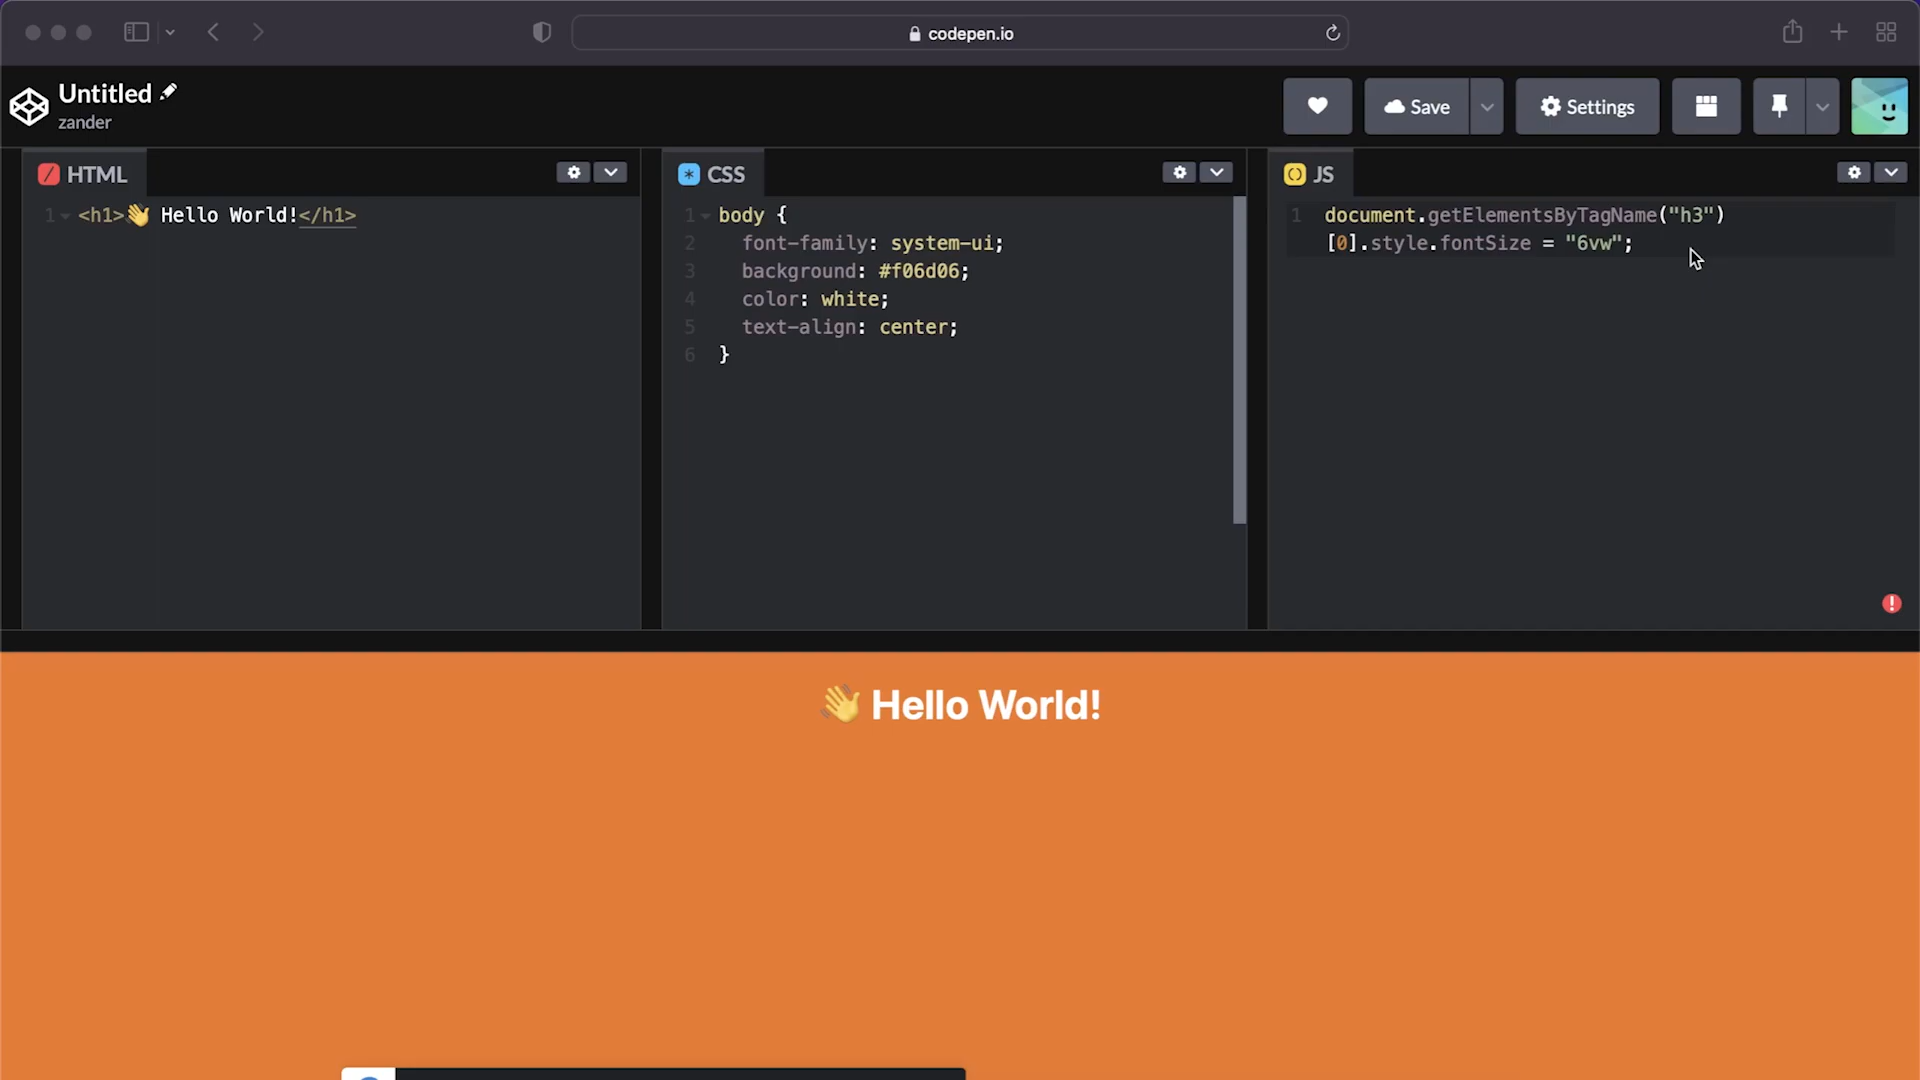 codepen.io
Untitled
zander
Save
Settings
HTML
1 <h1>👋 Hello World!</h1>
CSS
1 body {
2 font-family: system-ui;
3 background: #f06d06;
4 color: white;
5 text-align: center;
6 }
JS
1 document.getElementsByTagName("h3")
[0].style.fontSize = "6vw";
👋 Hello World!